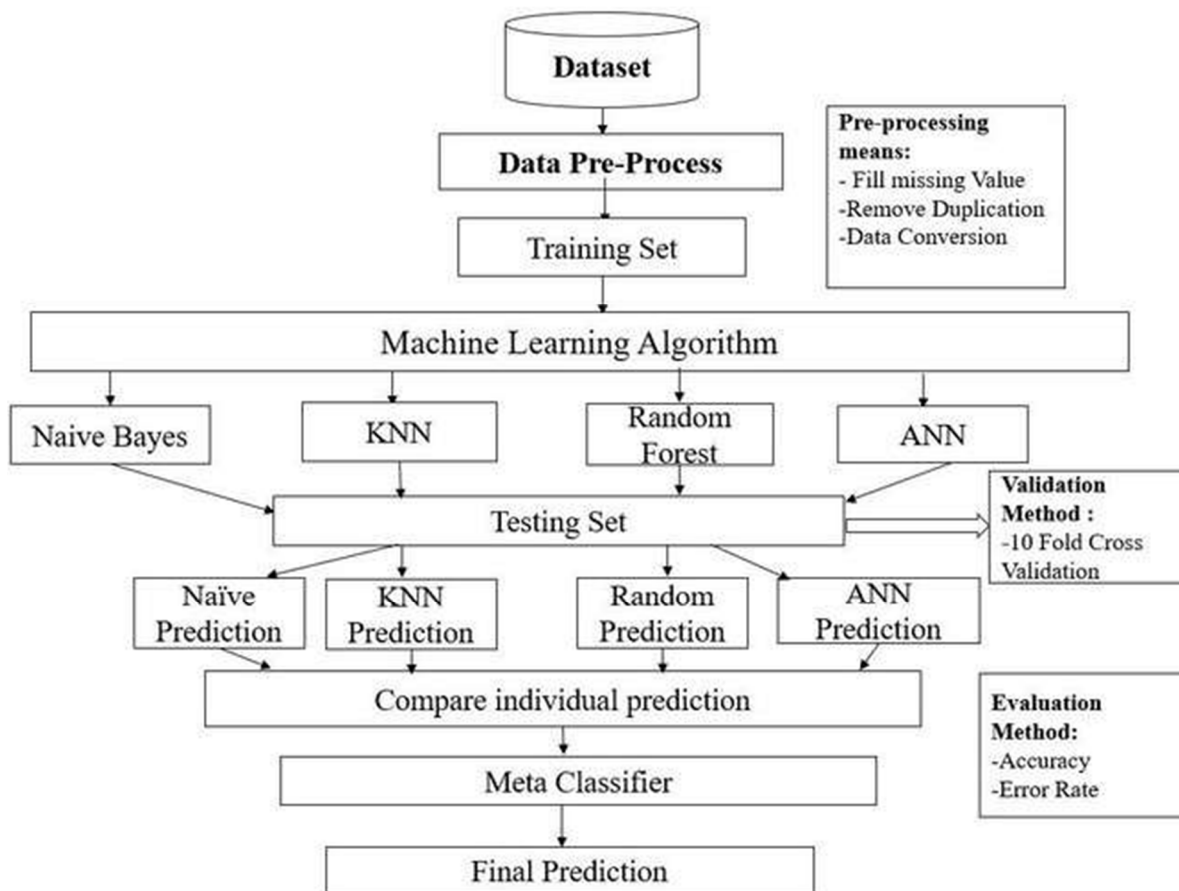 Dataset
Data Pre-Process
Pre-processing
means:
- Fill missing Value
-Remove Duplication
-Data Conversion
Training Set
Machine Learning Algorithm
Naive Bayes
KNN
Random
Forest
ANN
Testing Set
Validation
Method :
-10 Fold Cross
Validation
Naïve
Prediction
KNN
Prediction
Random
Prediction
ANN
Prediction
Compare individual prediction
Evaluation
Method:
-Accuracy
-Error Rate
Meta Classifier
Final Prediction